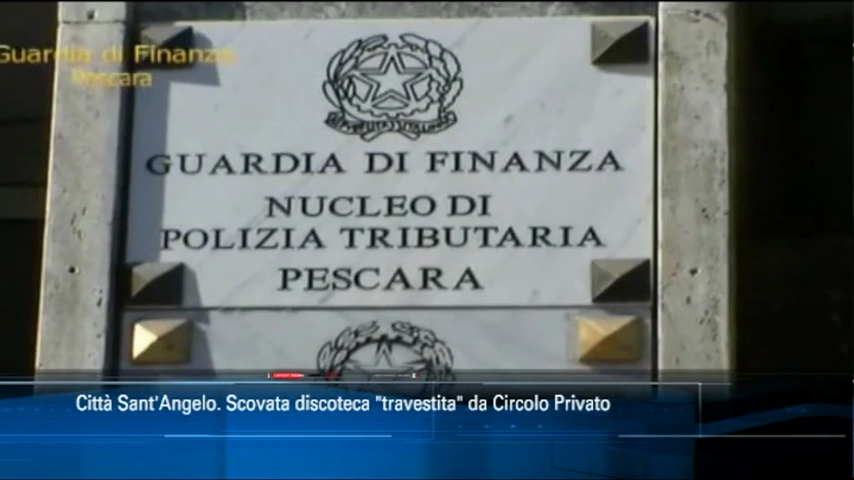 Guardia di Finanza
Pescara
GUARDIA DI FINANZA
NUCLEO DI
POLIZIA TRIBUTARIA
PESCARA
Città Sant'Angelo. Scovata discoteca "travestita" da Circolo Privato